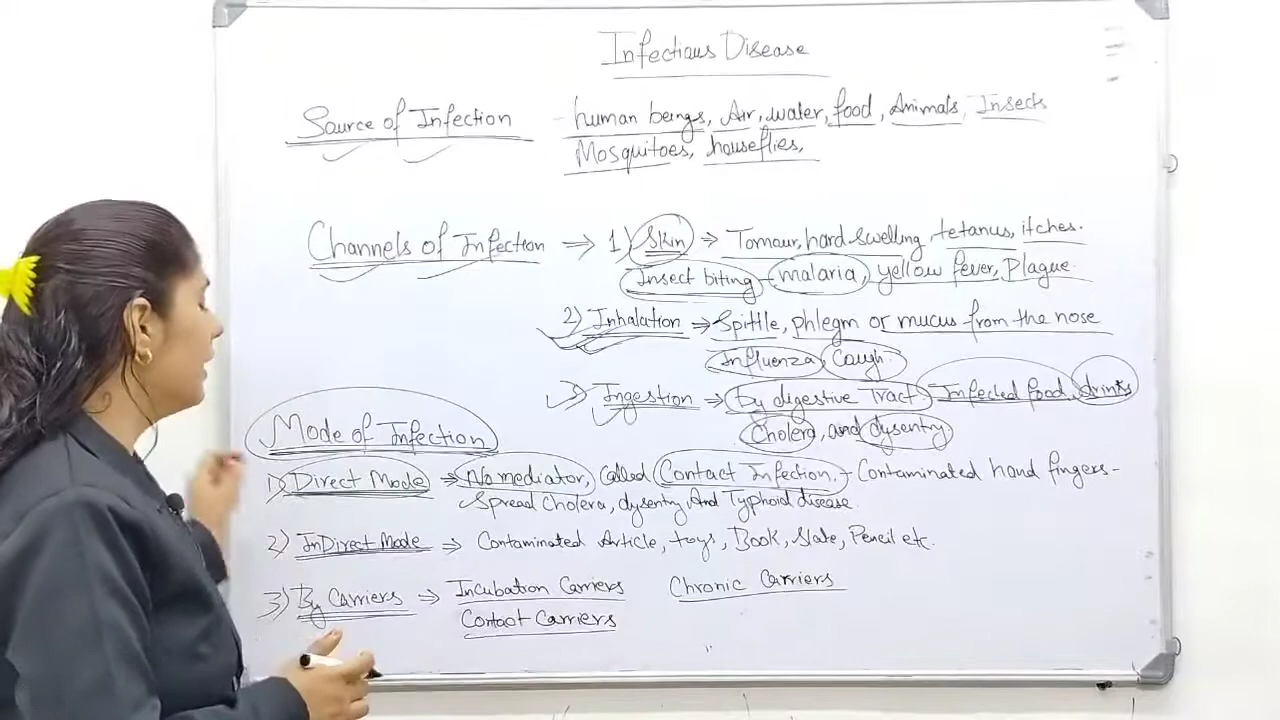 Infectious Disease
Source of Infection - human beings, Air, water, food, Animals, Insects
Mosquitoes, houseflies,
Channels of Infection ⇒ 1) Skin ⇒ Tomour, hard swelling, tetanus, itches.
Insect biting - malaria, yellow fever, Plague
2) Inhalation ⇒ Spittle, phlegm or mucus from the nose
Influenza, Cough.
3) Ingestion ⇒ by digestive Tract, Infected food, drinks
Cholera, and dysentry
Mode of Infection
1) Direct Mode ⇒ No mediator, Called Contact Infection. - Contaminated hand fingers -
Spread Cholera, dysentry And Typhoid disease.
2) InDirect Mode ⇒ Contaminated Article, toys, Book, Slate, Pencil etc.
3) By Carriers ⇒ Incubation Carriers Chronic Carriers
Contact Carriers